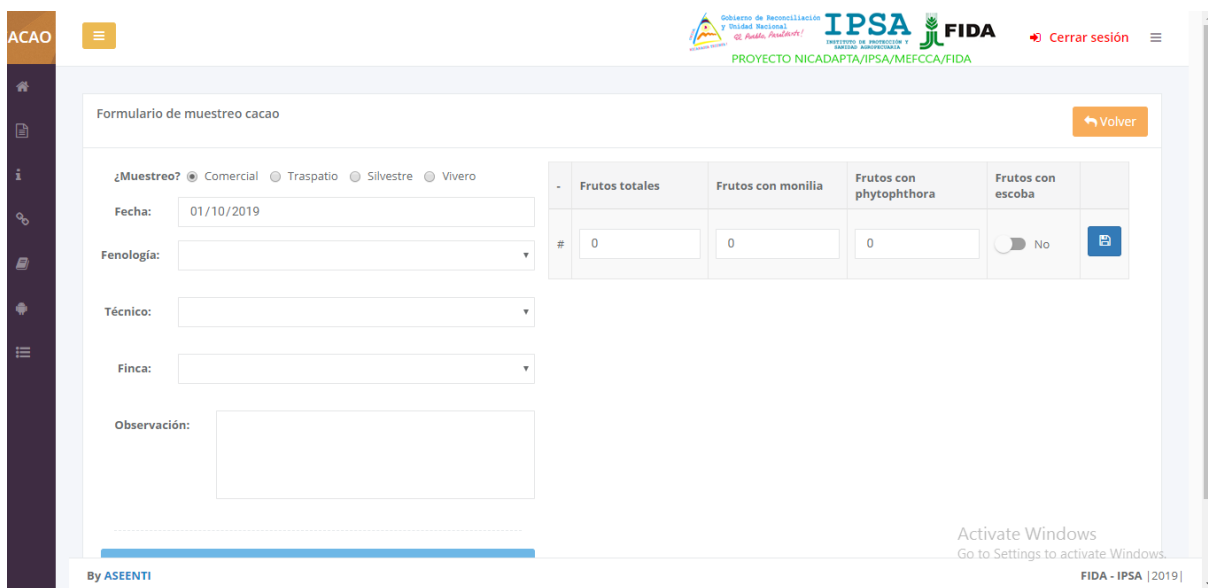 ACAO
Gobierno de Reconciliación
y Unidad Nacional
El Pueblo, Presidente!
IPSA
INSTITUTO DE PROTECCIÓN Y
SANIDAD AGROPECUARIA
FIDA
PROYECTO NICADAPTA/IPSA/MEFCCA/FIDA
Cerrar sesión
Formulario de muestreo cacao
Volver
¿Muestreo? Comercial Traspatio Silvestre Vivero
Fecha: 01/10/2019
Fenología:
Técnico:
Finca:
Observación:
- Frutos totales Frutos con monilia Frutos con phytophthora Frutos con escoba
# 0 0 0 No
Activate Windows
Go to Settings to activate Windows.
By ASEENTI
FIDA - IPSA |2019|